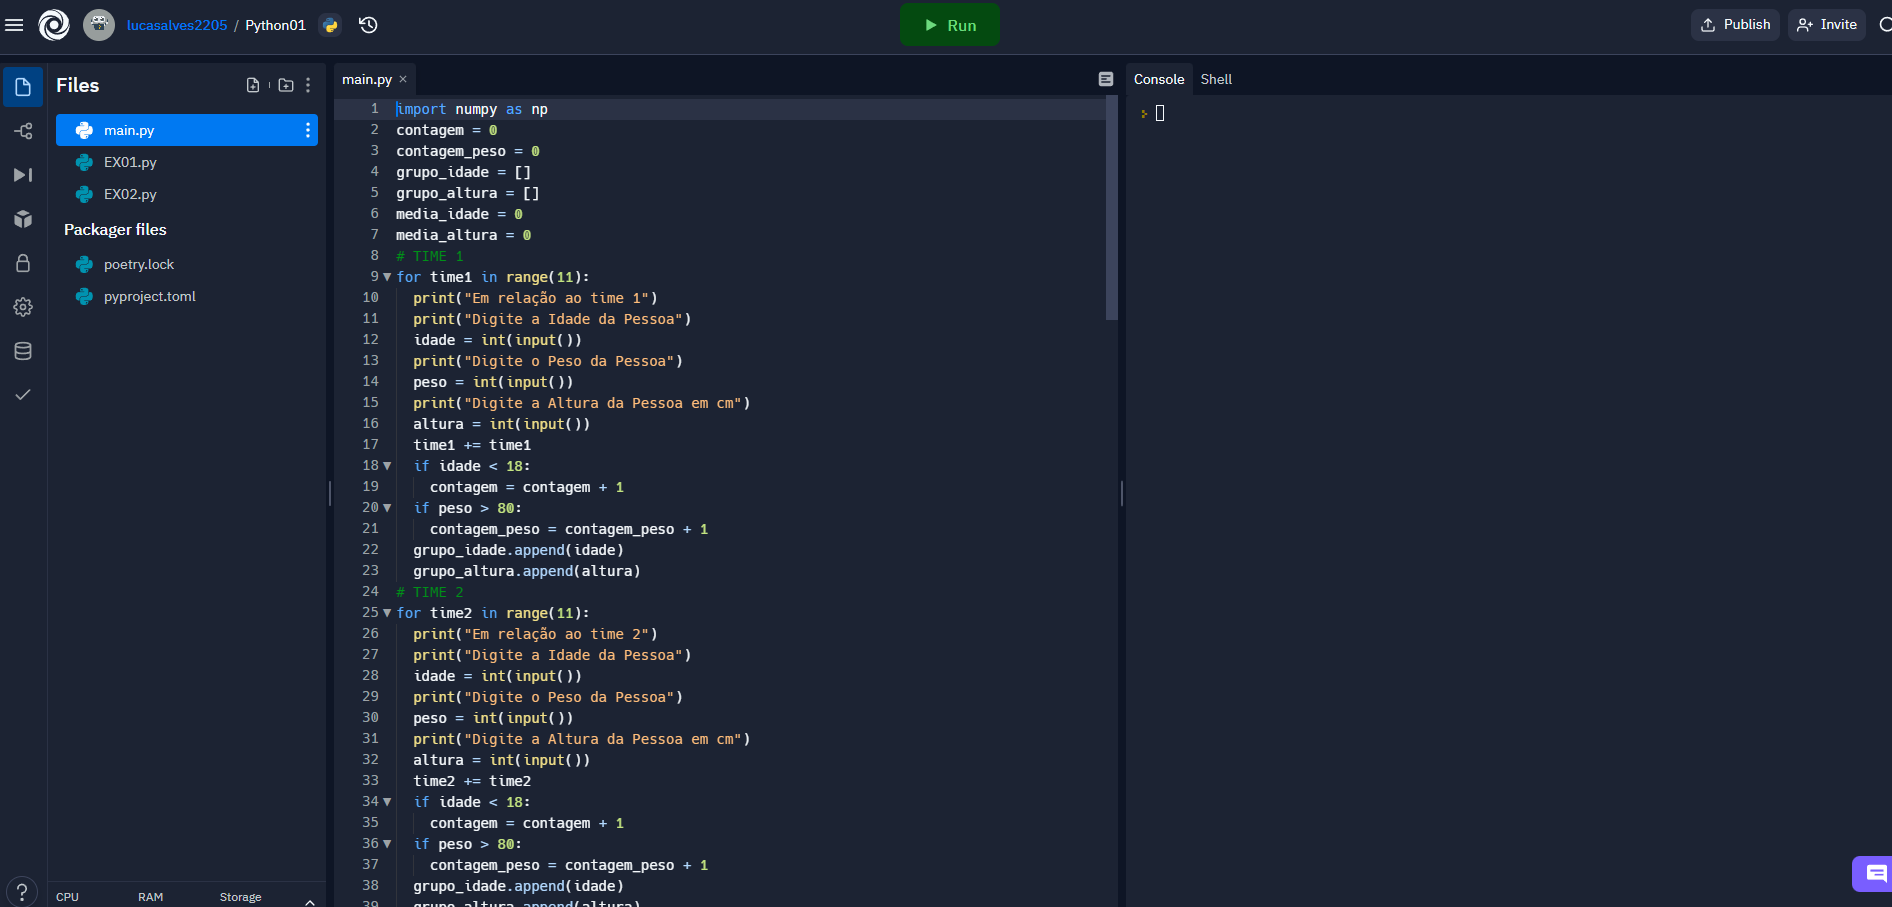 lucasalves2205 / Python01
Run
Publish
Invite
Files
main.py
EX01.py
EX02.py
Packager files
poetry.lock
pyproject.toml
CPU RAM Storage
?
main.py ×
1 import numpy as np
2 contagem = 0
3 contagem_peso = 0
4 grupo_idade = []
5 grupo_altura = []
6 media_idade = 0
7 media_altura = 0
8 # TIME 1
9 for time1 in range(11):
10 print("Em relação ao time 1")
11 print("Digite a Idade da Pessoa")
12 idade = int(input())
13 print("Digite o Peso da Pessoa")
14 peso = int(input())
15 print("Digite a Altura da Pessoa em cm")
16 altura = int(input())
17 time1 += time1
18 if idade < 18:
19 contagem = contagem + 1
20 if peso > 80:
21 contagem_peso = contagem_peso + 1
22 grupo_idade.append(idade)
23 grupo_altura.append(altura)
24 # TIME 2
25 for time2 in range(11):
26 print("Em relação ao time 2")
27 print("Digite a Idade da Pessoa")
28 idade = int(input())
29 print("Digite o Peso da Pessoa")
30 peso = int(input())
31 print("Digite a Altura da Pessoa em cm")
32 altura = int(input())
33 time2 += time2
34 if idade < 18:
35 contagem = contagem + 1
36 if peso > 80:
37 contagem_peso = contagem_peso + 1
38 grupo_idade.append(idade)
39 grupo_altura.append(altura)
Console Shell